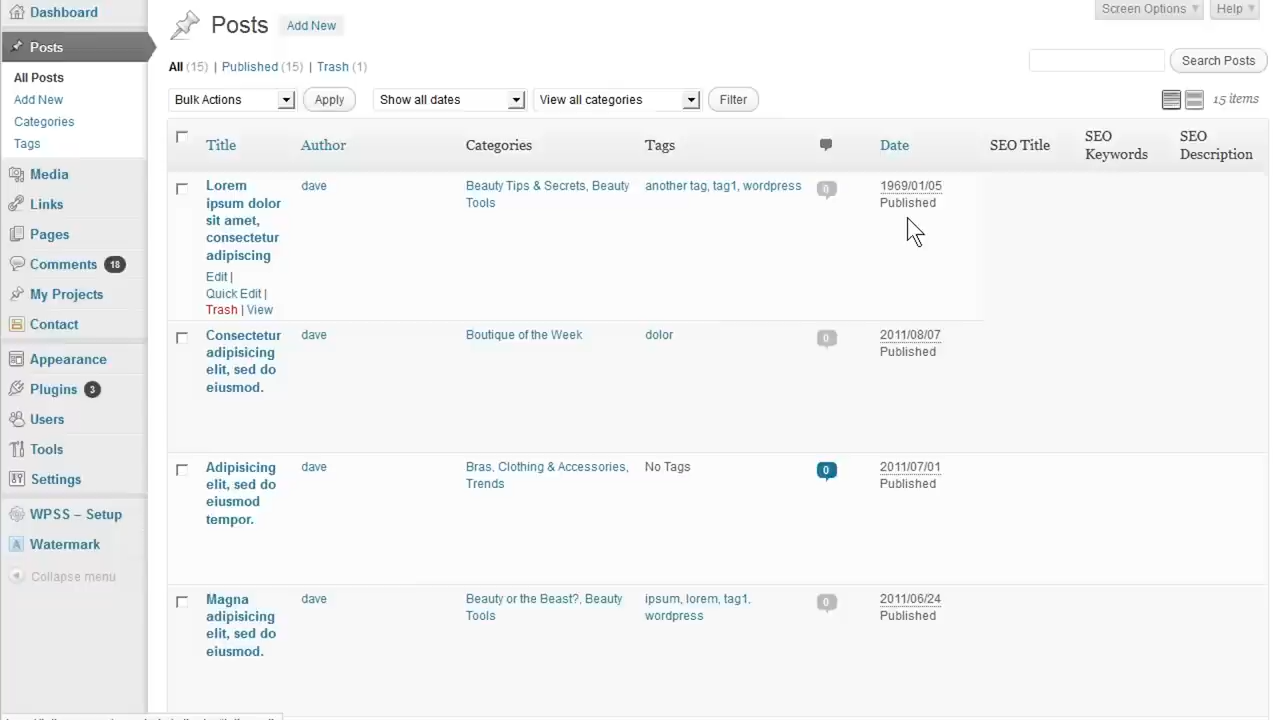 Dashboard
Posts
All Posts
Add New
Categories
Tags
Media
Links
Pages
Comments 18
My Projects
Contact
Appearance
Plugins 3
Users
Tools
Settings
WPSS – Setup
Watermark
Collapse menu
Screen Options Help
Posts Add New
All (15) | Published (15) | Trash (1)
Search Posts
Bulk Actions Apply Show all dates View all categories Filter 15 items
Title Author Categories Tags Date SEO Title SEO Keywords SEO Description
Lorem
ipsum dolor
sit amet,
consectetur
adipiscing
Edit |
Quick Edit |
Trash | View
dave
Beauty Tips & Secrets, Beauty
Tools
another tag, tag1, wordpress
0
1969/01/05
Published
Consectetur
adipisicing
elit, sed do
eiusmod.
dave
Boutique of the Week
dolor
0
2011/08/07
Published
Adipisicing
elit, sed do
eiusmod
tempor.
dave
Bras, Clothing & Accessories,
Trends
No Tags
0
2011/07/01
Published
Magna
adipisicing
elit, sed do
eiusmod.
dave
Beauty or the Beast?, Beauty
Tools
ipsum, lorem, tag1,
wordpress
0
2011/06/24
Published